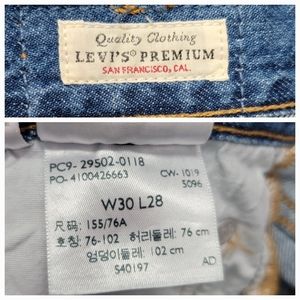 Quality Clothing
LEVI'S® PREMIUM
SAN FRANCISCO, CAL.
PC9-29502-0118
PO-4100426663 CW-1019
5096
W30 L28
尺码: 155/76A
호칭: 76-102 허리둘레: 76 cm
엉덩이둘레: 102 cm
S40197 AD